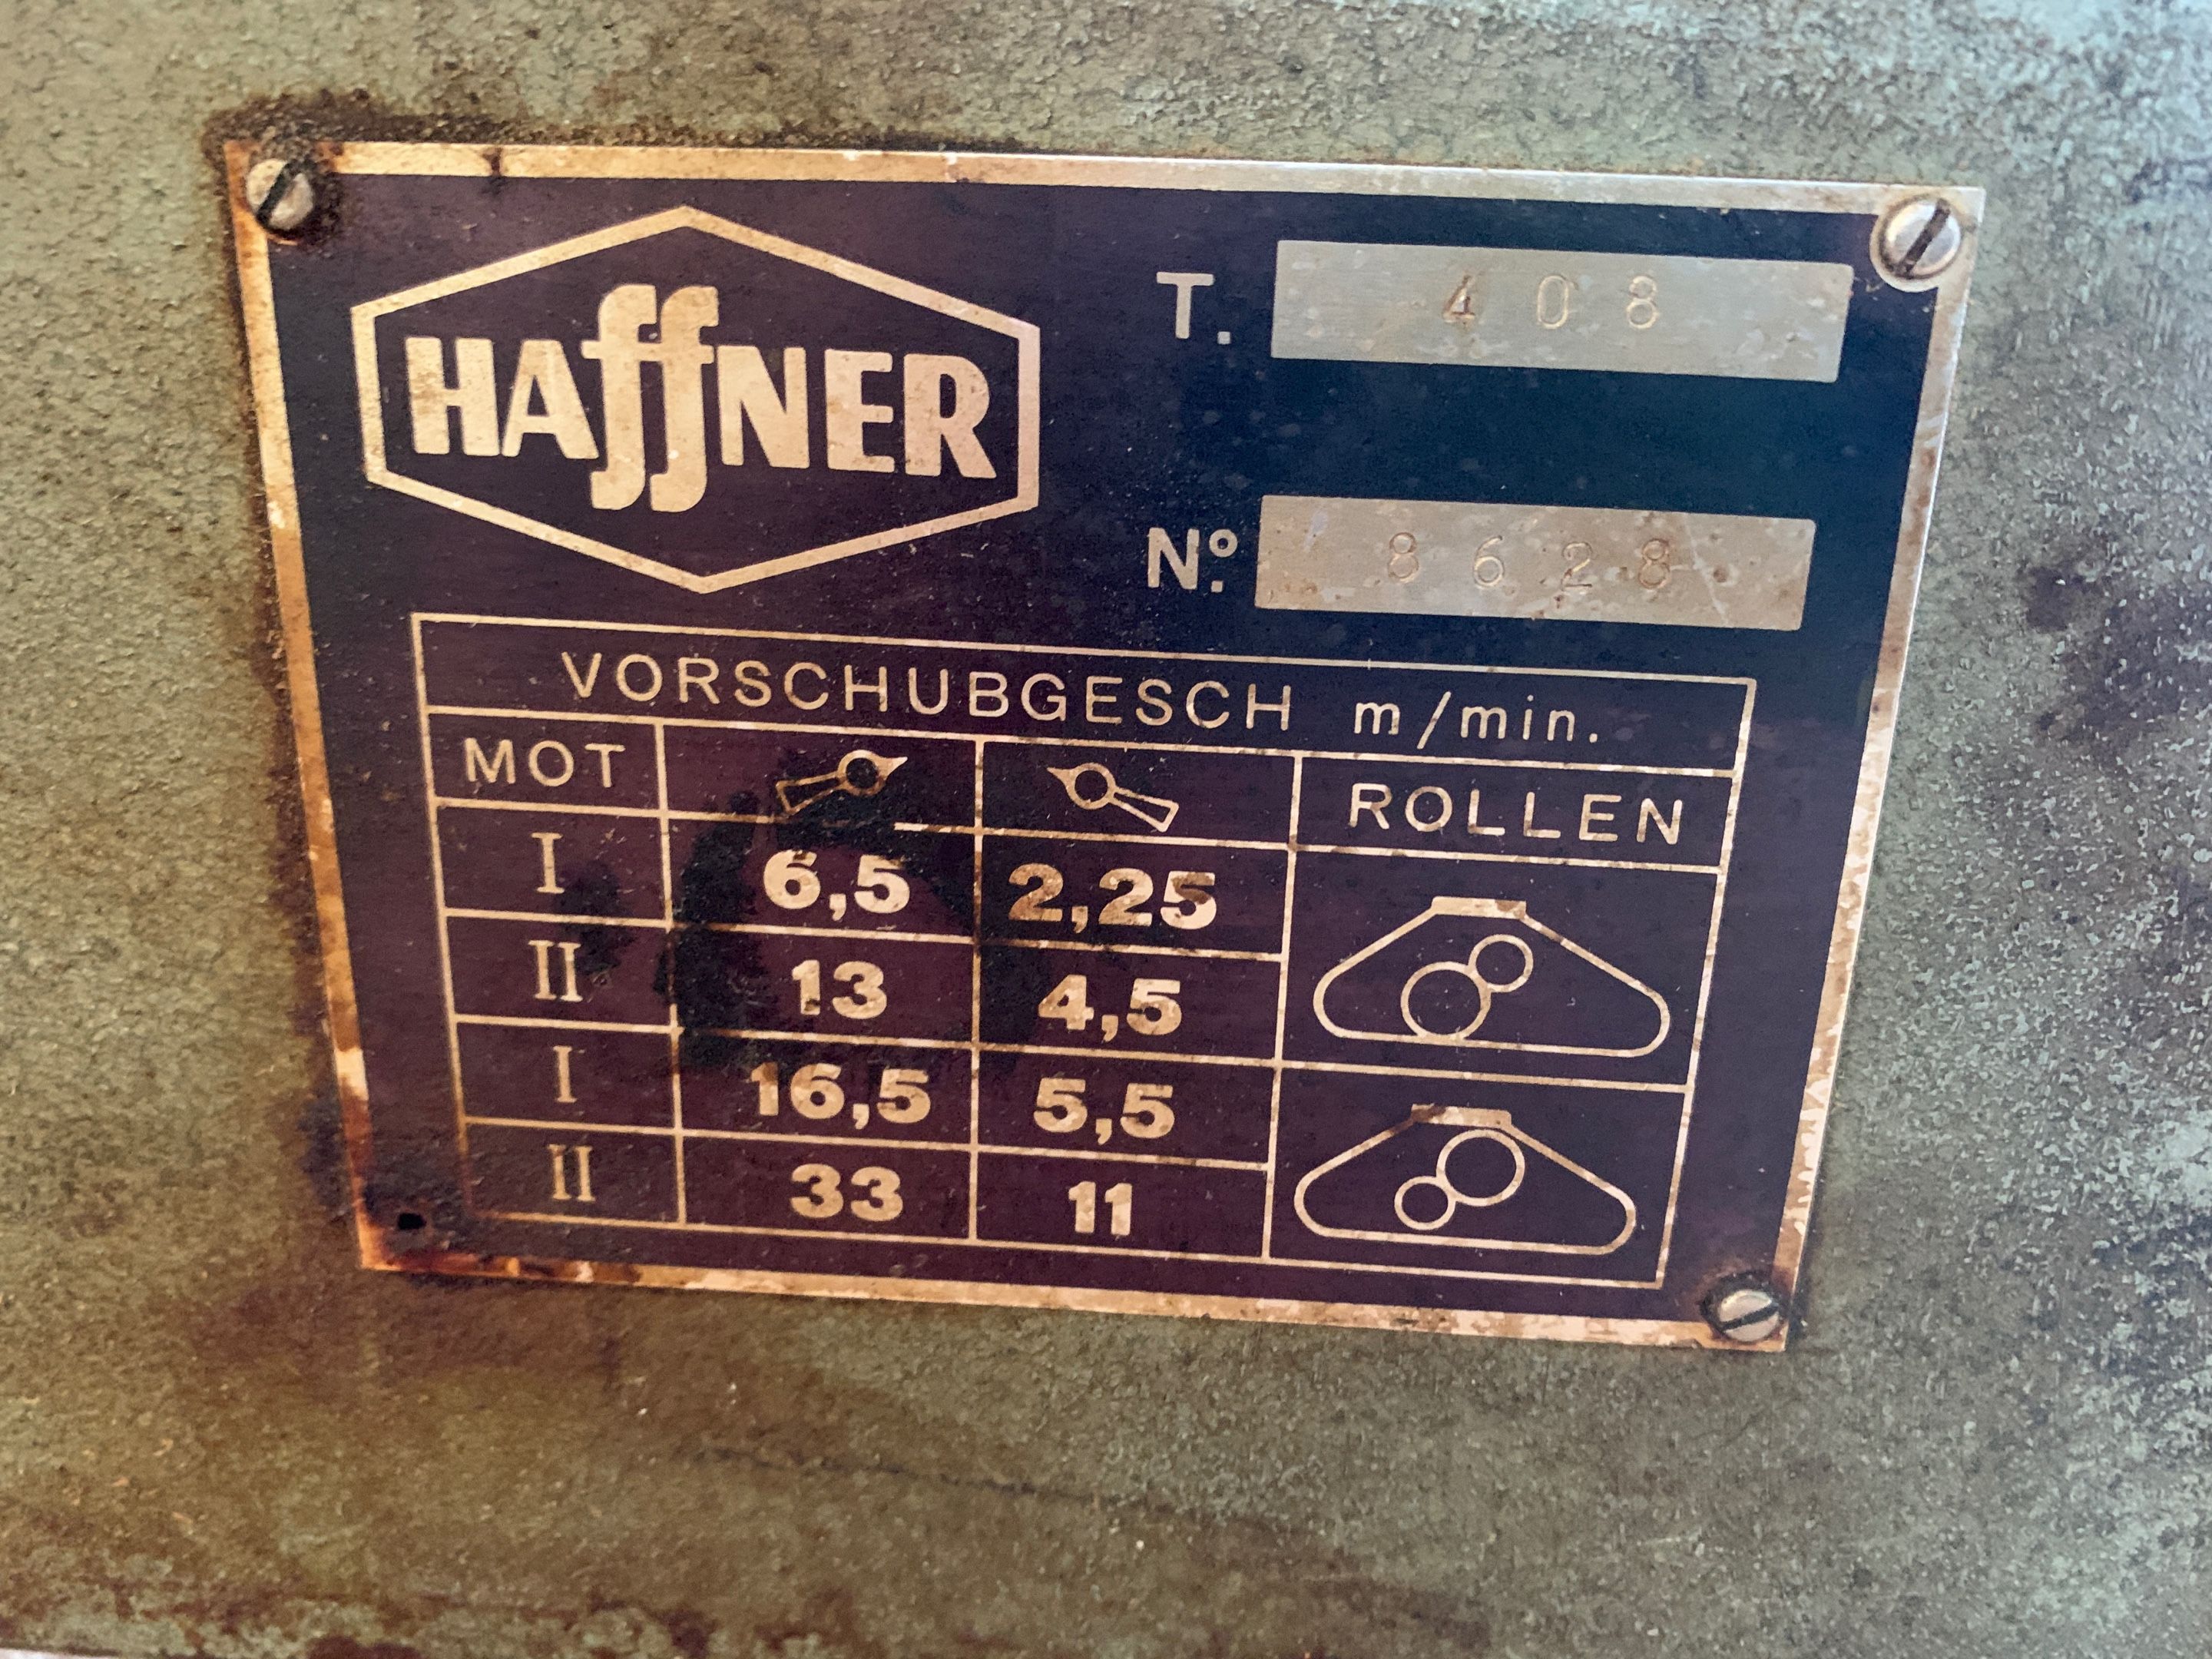 HAffNER
T. 408
Nº. 8628
VORSCHUBGESCH m/min.
MOT ROLLEN
I 6,5 2,25
II 13 4,5
I 16,5 5,5
II 33 11